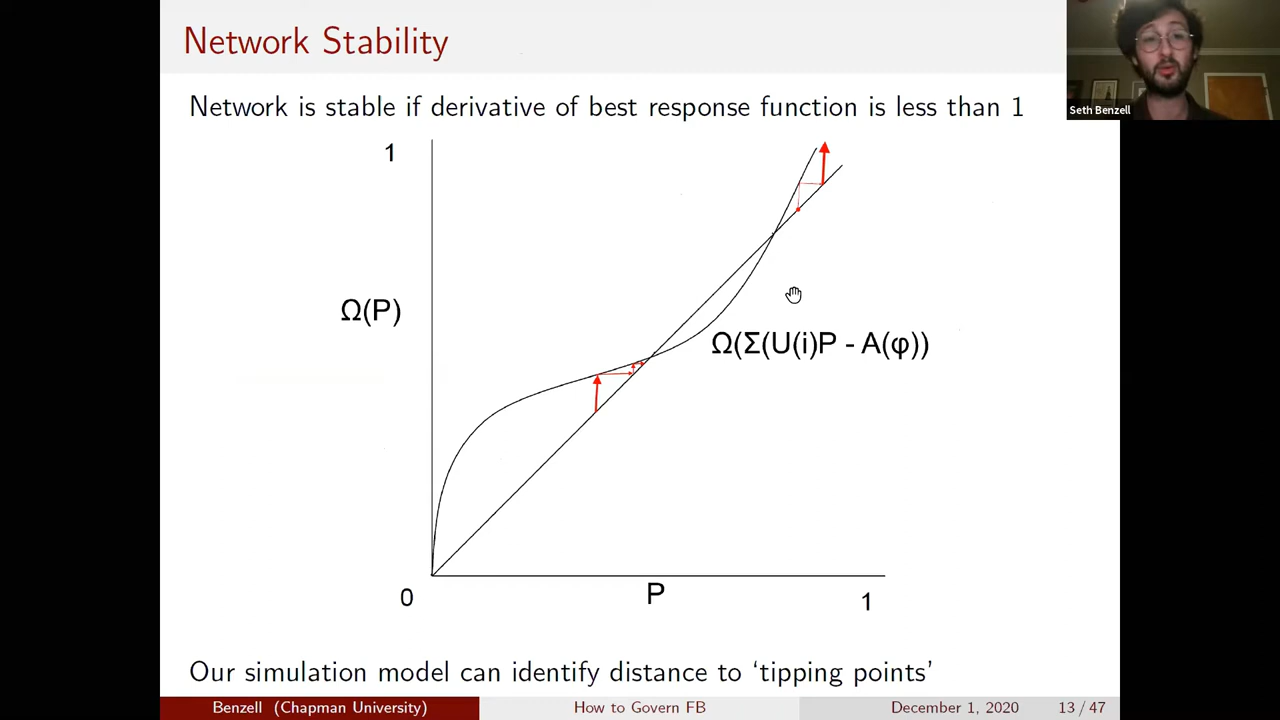 Network Stability
Seth Benzell
Network is stable if derivative of best response function is less than 1
1
Ω(P)
Ω(Σ(U(i)P - A(φ))
0
P
1
Our simulation model can identify distance to ‘tipping points’
Benzell (Chapman University)
How to Govern FB
December 1, 2020
13 / 47